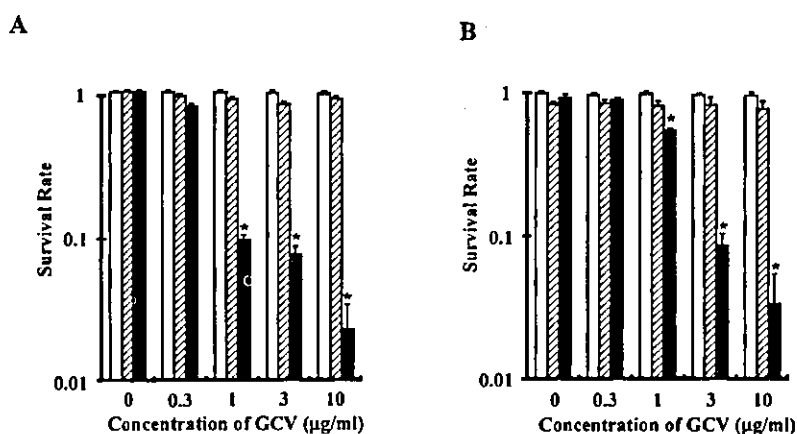 A
B
1
0.1
0.01
Survival Rate
*
*
*
0 0.3 1 3 10
Concentration of GCV (µg/ml)
1
0.1
0.01
Survival Rate
*
*
*
0 0.3 1 3 10
Concentration of GCV (µg/ml)